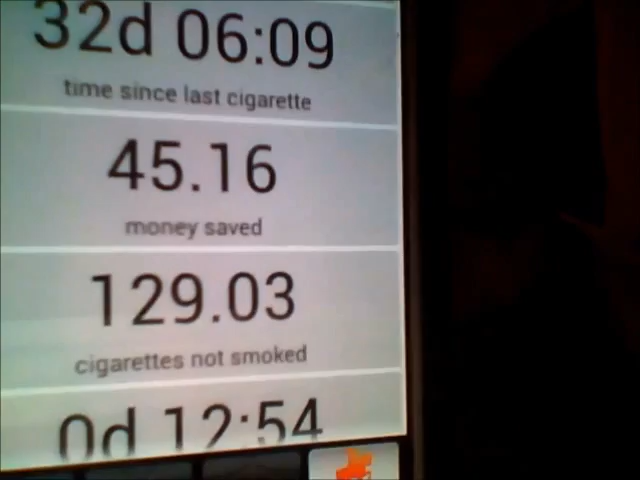 32d 06:09
time since last cigarette
45.16
money saved
129.03
cigarettes not smoked
0d 12:54